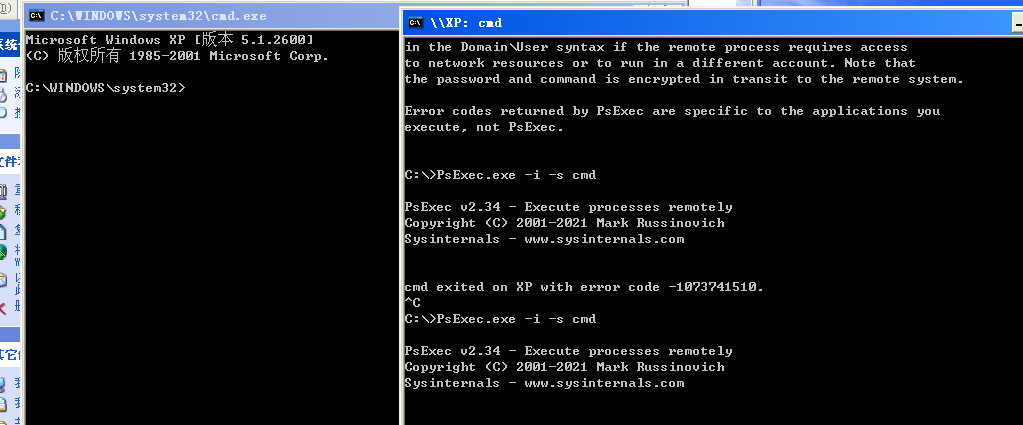 C:\WINDOWS\system32\cmd.exe
Microsoft Windows XP [版本 5.1.2600]
(C) 版权所有 1985-2001 Microsoft Corp.
C:\WINDOWS\system32>
\\XP: cmd
in the Domain\User syntax if the remote process requires access
to network resources or to run in a different account. Note that
the password and command is encrypted in transit to the remote system.
Error codes returned by PsExec are specific to the applications you
execute, not PsExec.
C:\>PsExec.exe -i -s cmd
PsExec v2.34 - Execute processes remotely
Copyright (C) 2001-2021 Mark Russinovich
Sysinternals - www.sysinternals.com
cmd exited on XP with error code -1073741510.
^C
C:\>PsExec.exe -i -s cmd
PsExec v2.34 - Execute processes remotely
Copyright (C) 2001-2021 Mark Russinovich
Sysinternals - www.sysinternals.com